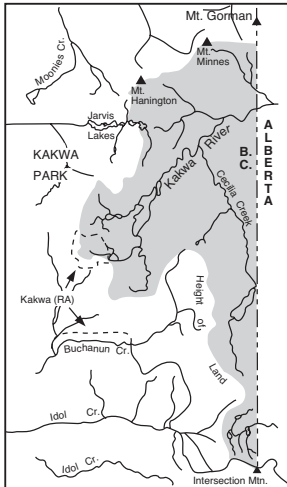 Mt. Gorman
Moonies Cr.
Mt.
Minnes
Mt.
Hanington
Jarvis
Lakes
ALBERTA
B.C.
KAKWA
PARK
Kakwa River
Cecilia Creek
Kakwa (RA)
Height of
Land
Buchanun Cr.
Idol Cr.
Idol Cr.
Intersection Mtn.